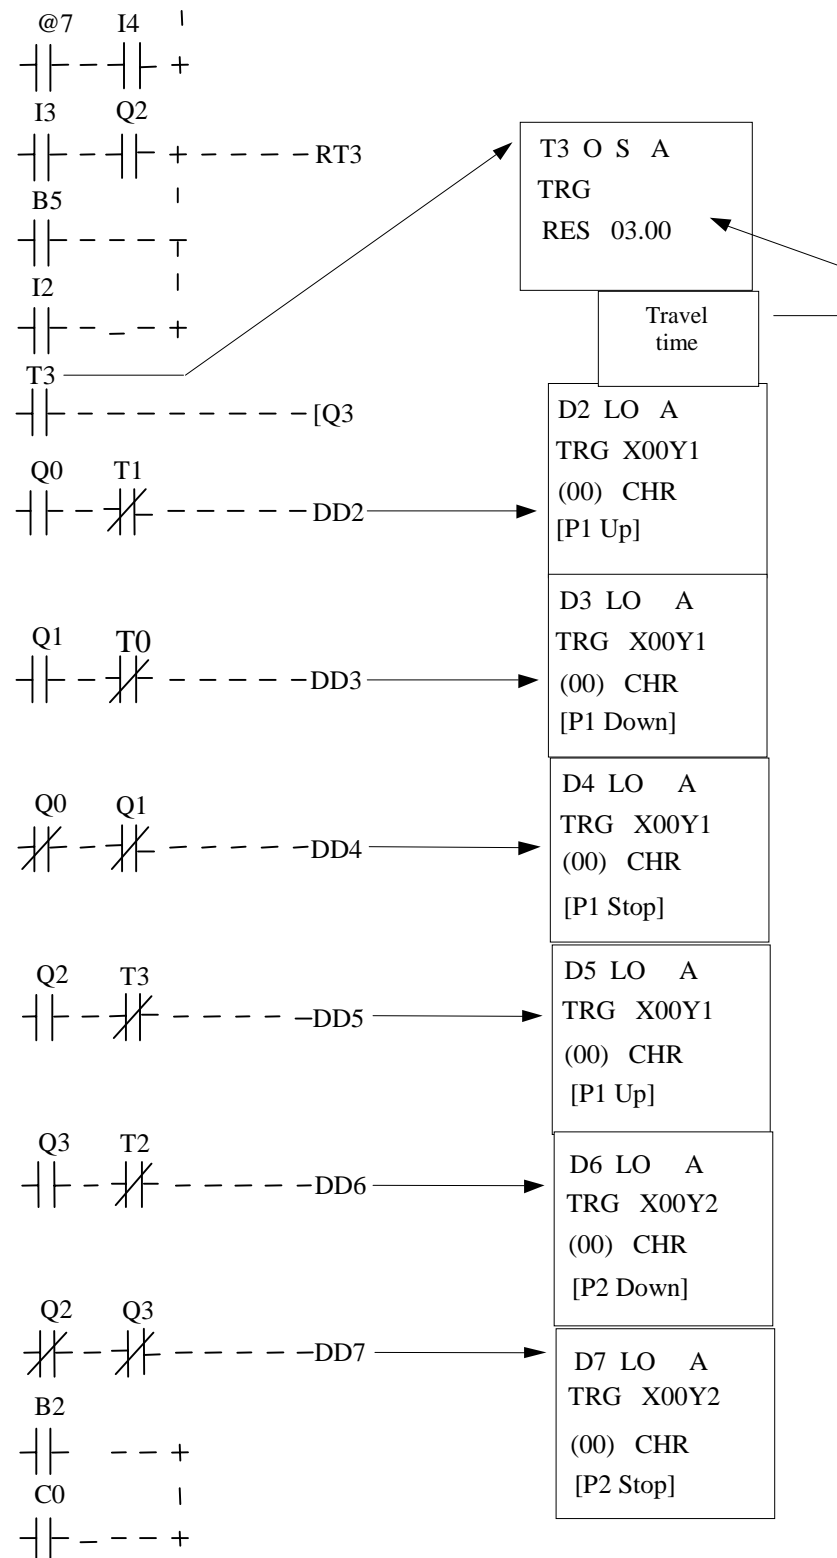 @7 I4
I3 Q2
RT3
B5
I2
T3
[Q3
T3 O S A
TRG
RES 03.00
Travel
time
Q0 T1
DD2
D2 LO A
TRG X00Y1
(00) CHR
[P1 Up]
Q1 T0
DD3
D3 LO A
TRG X00Y1
(00) CHR
[P1 Down]
Q0 Q1
DD4
D4 LO A
TRG X00Y1
(00) CHR
[P1 Stop]
Q2 T3
DD5
D5 LO A
TRG X00Y1
(00) CHR
[P1 Up]
Q3 T2
DD6
D6 LO A
TRG X00Y2
(00) CHR
[P2 Down]
Q2 Q3
DD7
D7 LO A
TRG X00Y2
(00) CHR
[P2 Stop]
B2
C0